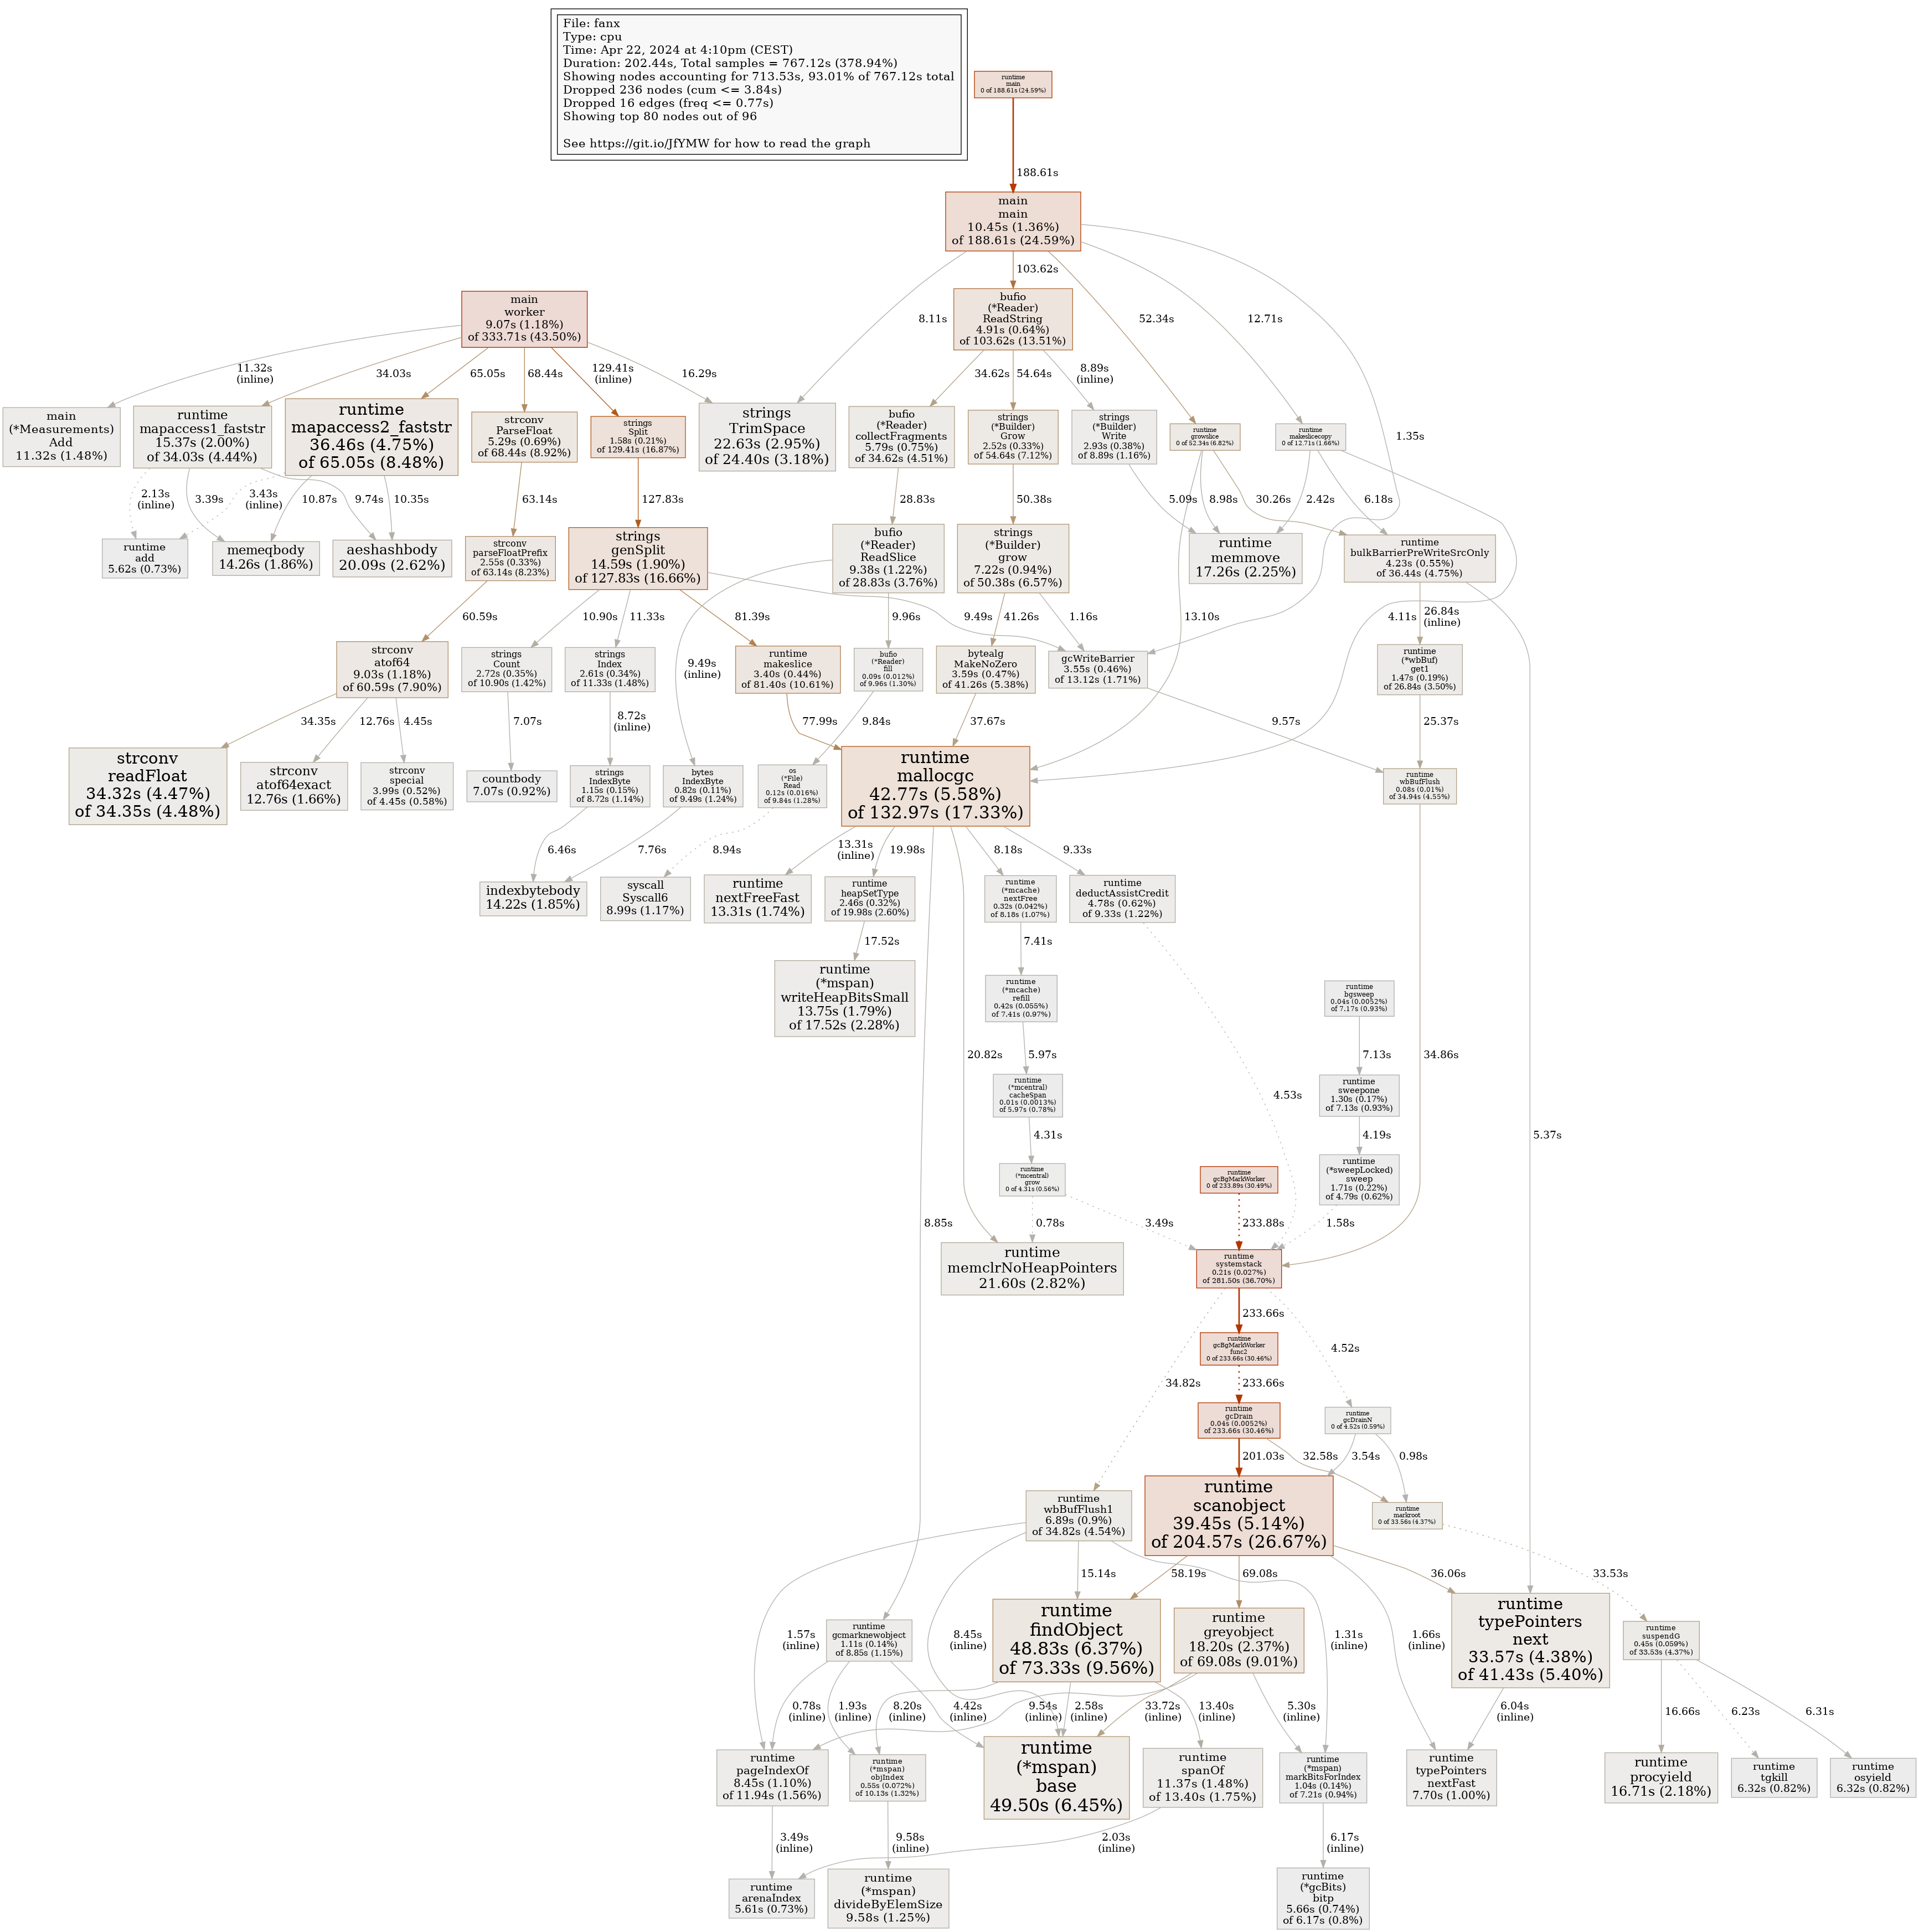 File: fanx
Type: cpu
Time: Apr 22, 2024 at 4:10pm (CEST)
Duration: 202.44s, Total samples = 767.12s (378.94%)
Showing nodes accounting for 713.53s, 93.01% of 767.12s total
Dropped 236 nodes (cum <= 3.84s)
Dropped 16 edges (freq <= 0.77s)
Showing top 80 nodes out of 96
See https://git.io/JfYMW for how to read the graph
runtime
main
0 of 188.61s (24.59%)
188.61s
main
main
10.45s (1.36%)
of 188.61s (24.59%)
8.11s
103.62s
52.34s
12.71s
1.35s
main
worker
9.07s (1.18%)
of 333.71s (43.50%)
bufio
(*Reader)
ReadString
4.91s (0.64%)
of 103.62s (13.51%)
11.32s
(inline)
34.03s
65.05s
68.44s
129.41s
(inline)
16.29s
34.62s
54.64s
8.89s
(inline)
main
(*Measurements)
Add
11.32s (1.48%)
runtime
mapaccess1_faststr
15.37s (2.00%)
of 34.03s (4.44%)
runtime
mapaccess2_faststr
36.46s (4.75%)
of 65.05s (8.48%)
strconv
ParseFloat
5.29s (0.69%)
of 68.44s (8.92%)
strings
Split
1.58s (0.21%)
of 129.41s (16.87%)
strings
TrimSpace
22.63s (2.95%)
of 24.40s (3.18%)
bufio
(*Reader)
collectFragments
5.79s (0.75%)
of 34.62s (4.51%)
strings
(*Builder)
Grow
2.52s (0.33%)
of 54.64s (7.12%)
strings
(*Builder)
Write
2.93s (0.38%)
of 8.89s (1.16%)
runtime
growslice
0 of 52.34s (6.82%)
runtime
makeslicecopy
0 of 12.71s (1.66%)
2.13s
(inline)
3.39s
3.43s
(inline)
10.87s
9.74s
10.35s
63.14s
127.83s
28.83s
50.38s
5.09s
8.98s
30.26s
2.42s
6.18s
runtime
add
5.62s (0.73%)
memeqbody
14.26s (1.86%)
aeshashbody
20.09s (2.62%)
strconv
parseFloatPrefix
2.55s (0.33%)
of 63.14s (8.23%)
strings
genSplit
14.59s (1.90%)
of 127.83s (16.66%)
bufio
(*Reader)
ReadSlice
9.38s (1.22%)
of 28.83s (3.76%)
strings
(*Builder)
grow
7.22s (0.94%)
of 50.38s (6.57%)
runtime
memmove
17.26s (2.25%)
runtime
bulkBarrierPreWriteSrcOnly
4.23s (0.55%)
of 36.44s (4.75%)
60.59s
10.90s
11.33s
81.39s
9.49s
(inline)
9.96s
9.49s
41.26s
1.16s
13.10s
4.11s
26.84s
(inline)
strconv
atof64
9.03s (1.18%)
of 60.59s (7.90%)
strings
Count
2.72s (0.35%)
of 10.90s (1.42%)
strings
Index
2.61s (0.34%)
of 11.33s (1.48%)
runtime
makeslice
3.40s (0.44%)
of 81.40s (10.61%)
bufio
(*Reader)
fill
0.09s (0.012%)
of 9.96s (1.30%)
bytealg
MakeNoZero
3.59s (0.47%)
of 41.26s (5.38%)
gcWriteBarrier
3.55s (0.46%)
of 13.12s (1.71%)
runtime
(*wbBuf)
get1
1.47s (0.19%)
of 26.84s (3.50%)
34.35s
12.76s
4.45s
7.07s
8.72s
(inline)
77.99s
9.84s
37.67s
9.57s
25.37s
strconv
readFloat
34.32s (4.47%)
of 34.35s (4.48%)
strconv
atof64exact
12.76s (1.66%)
strconv
special
3.99s (0.52%)
of 4.45s (0.58%)
countbody
7.07s (0.92%)
strings
IndexByte
1.15s (0.15%)
of 8.72s (1.14%)
bytes
IndexByte
0.82s (0.11%)
of 9.49s (1.24%)
os
(*File)
Read
0.12s (0.016%)
of 9.84s (1.28%)
runtime
mallocgc
42.77s (5.58%)
of 132.97s (17.33%)
runtime
wbBufFlush
0.08s (0.01%)
of 34.94s (4.55%)
6.46s
7.76s
8.94s
13.31s
(inline)
19.98s
8.18s
9.33s
indexbytebody
14.22s (1.85%)
syscall
Syscall6
8.99s (1.17%)
runtime
nextFreeFast
13.31s (1.74%)
runtime
heapSetType
2.46s (0.32%)
of 19.98s (2.60%)
runtime
(*mcache)
nextFree
0.32s (0.042%)
of 8.18s (1.07%)
runtime
deductAssistCredit
4.78s (0.62%)
of 9.33s (1.22%)
17.52s
7.41s
runtime
(*mspan)
writeHeapBitsSmall
13.75s (1.79%)
of 17.52s (2.28%)
runtime
(*mcache)
refill
0.42s (0.055%)
of 7.41s (0.97%)
runtime
bgsweep
0.04s (0.0052%)
of 7.17s (0.93%)
20.82s
5.97s
7.13s
34.86s
runtime
(*mcentral)
cacheSpan
0.01s (0.0013%)
of 5.97s (0.78%)
4.53s
runtime
sweepone
1.30s (0.17%)
of 7.13s (0.93%)
4.31s
4.19s
5.37s
runtime
(*mcentral)
grow
0 of 4.31s (0.56%)
runtime
gcBgMarkWorker
0 of 233.89s (30.49%)
runtime
(*sweepLocked)
sweep
1.71s (0.22%)
of 4.79s (0.62%)
8.85s
0.78s
3.49s
233.88s
1.58s
runtime
memclrNoHeapPointers
21.60s (2.82%)
runtime
systemstack
0.21s (0.027%)
of 281.50s (36.70%)
233.66s
runtime
gcBgMarkWorker
func2
0 of 233.66s (30.46%)
4.52s
34.82s
233.66s
runtime
gcDrain
0.04s (0.0052%)
of 233.66s (30.46%)
runtime
gcDrainN
0 of 4.52s (0.59%)
201.03s
32.58s
3.54s
0.98s
runtime
wbBufFlush1
6.89s (0.9%)
of 34.82s (4.54%)
runtime
scanobject
39.45s (5.14%)
of 204.57s (26.67%)
runtime
markroot
0 of 33.56s (4.37%)
15.14s
58.19s
69.08s
36.06s
33.53s
1.57s
(inline)
runtime
gcmarknewobject
1.11s (0.14%)
of 8.85s (1.15%)
8.45s
(inline)
runtime
findObject
48.83s (6.37%)
of 73.33s (9.56%)
runtime
greyobject
18.20s (2.37%)
of 69.08s (9.01%)
1.31s
(inline)
1.66s
(inline)
runtime
typePointers
next
33.57s (4.38%)
of 41.43s (5.40%)
runtime
suspendG
0.45s (0.059%)
of 33.53s (4.37%)
0.78s
(inline)
1.93s
(inline)
8.20s
(inline)
4.42s
(inline)
9.54s
(inline)
2.58s
(inline)
33.72s
(inline)
13.40s
(inline)
5.30s
(inline)
6.04s
(inline)
16.66s
6.23s
6.31s
runtime
pageIndexOf
8.45s (1.10%)
of 11.94s (1.56%)
runtime
(*mspan)
objIndex
0.55s (0.072%)
of 10.13s (1.32%)
runtime
(*mspan)
base
49.50s (6.45%)
runtime
spanOf
11.37s (1.48%)
of 13.40s (1.75%)
runtime
(*mspan)
markBitsForIndex
1.04s (0.14%)
of 7.21s (0.94%)
runtime
typePointers
nextFast
7.70s (1.00%)
runtime
procyield
16.71s (2.18%)
runtime
tgkill
6.32s (0.82%)
runtime
osyield
6.32s (0.82%)
3.49s
(inline)
9.58s
(inline)
2.03s
(inline)
6.17s
(inline)
runtime
arenaIndex
5.61s (0.73%)
runtime
(*mspan)
divideByElemSize
9.58s (1.25%)
runtime
(*gcBits)
bitp
5.66s (0.74%)
of 6.17s (0.8%)